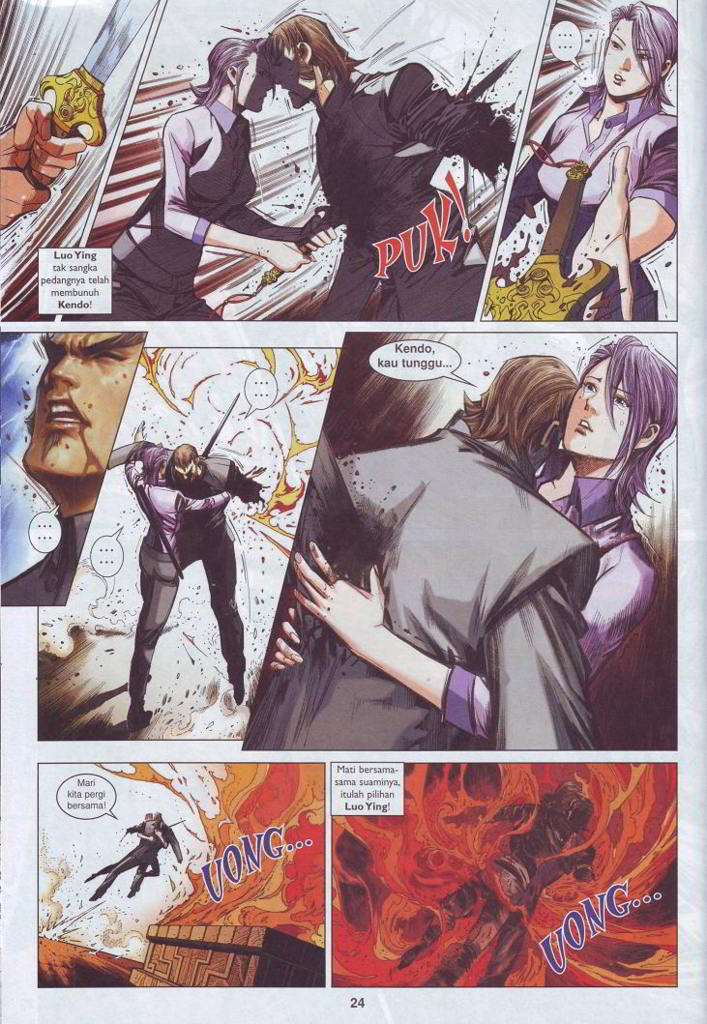 Luo Ying
tak sangka
pedangnya telah
membunuh
Kendo!
PUK!
...
...
...
...
Kendo,
kau tunggu...
...
Mari
kita pergi
bersama!
UONG...
Mati bersama-
sama suaminya,
itulah pilihan
Luo Ying!
UONG...
24